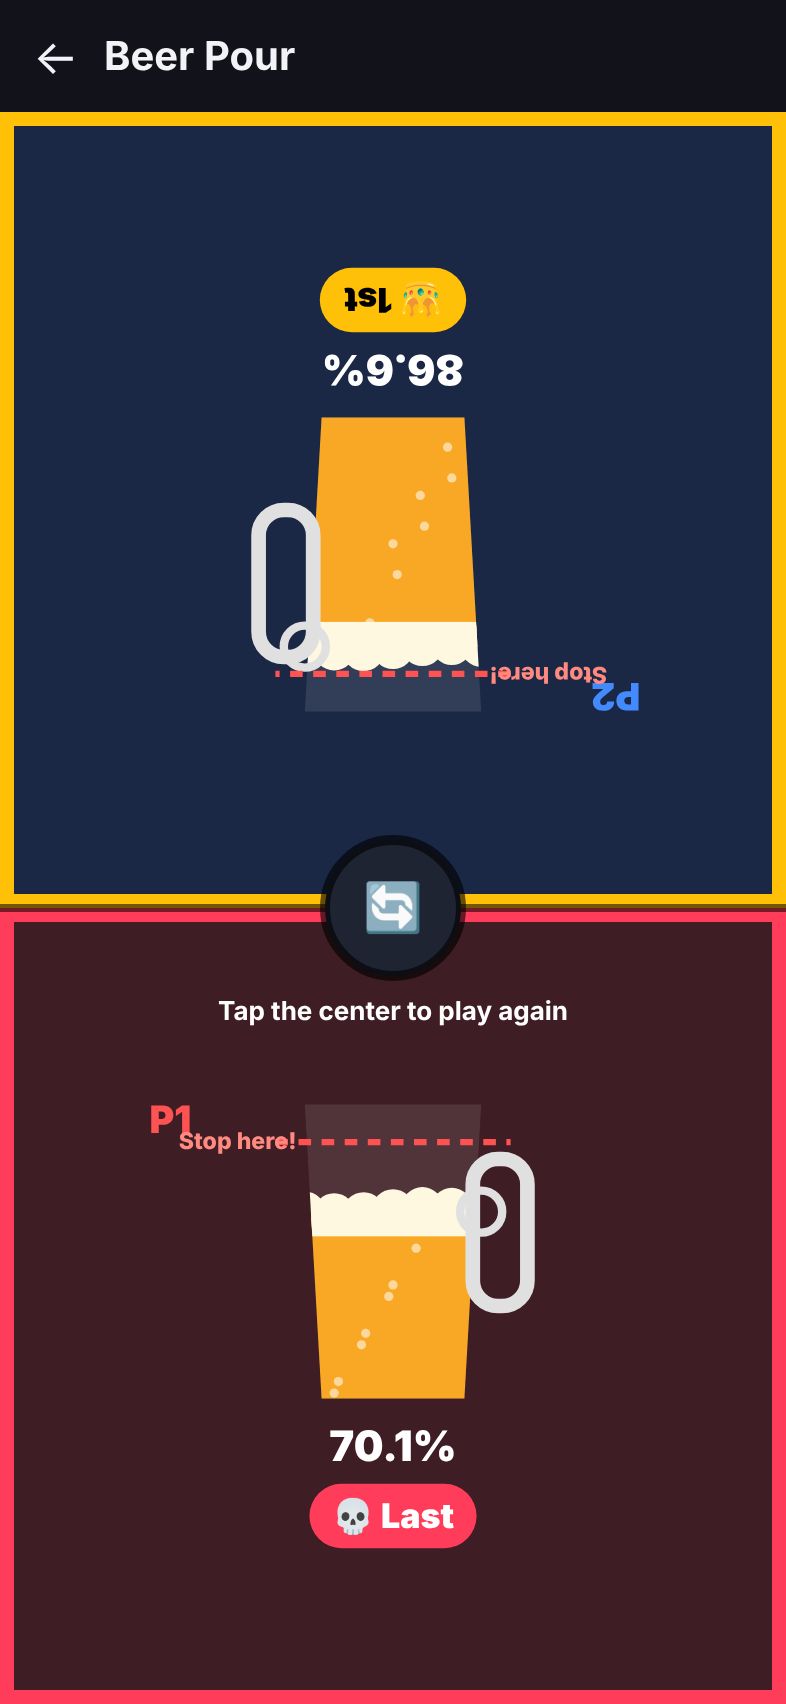 Beer Pour
👑 1st
86.6%
Stop here!
P2
Tap the center to play again
P1
Stop here!
70.1%
💀 Last